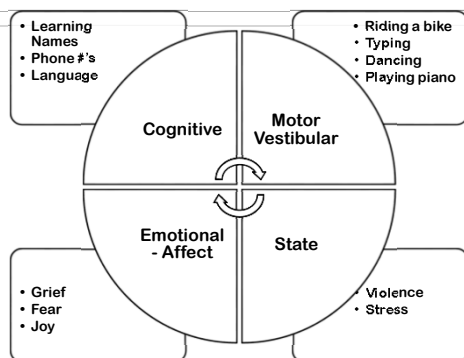 • Learning
Names
• Phone #'s
• Language
• Riding a bike
• Typing
• Dancing
• Playing piano
Cognitive
Motor
Vestibular
Emotional
- Affect
State
• Grief
• Fear
• Joy
• Violence
• Stress